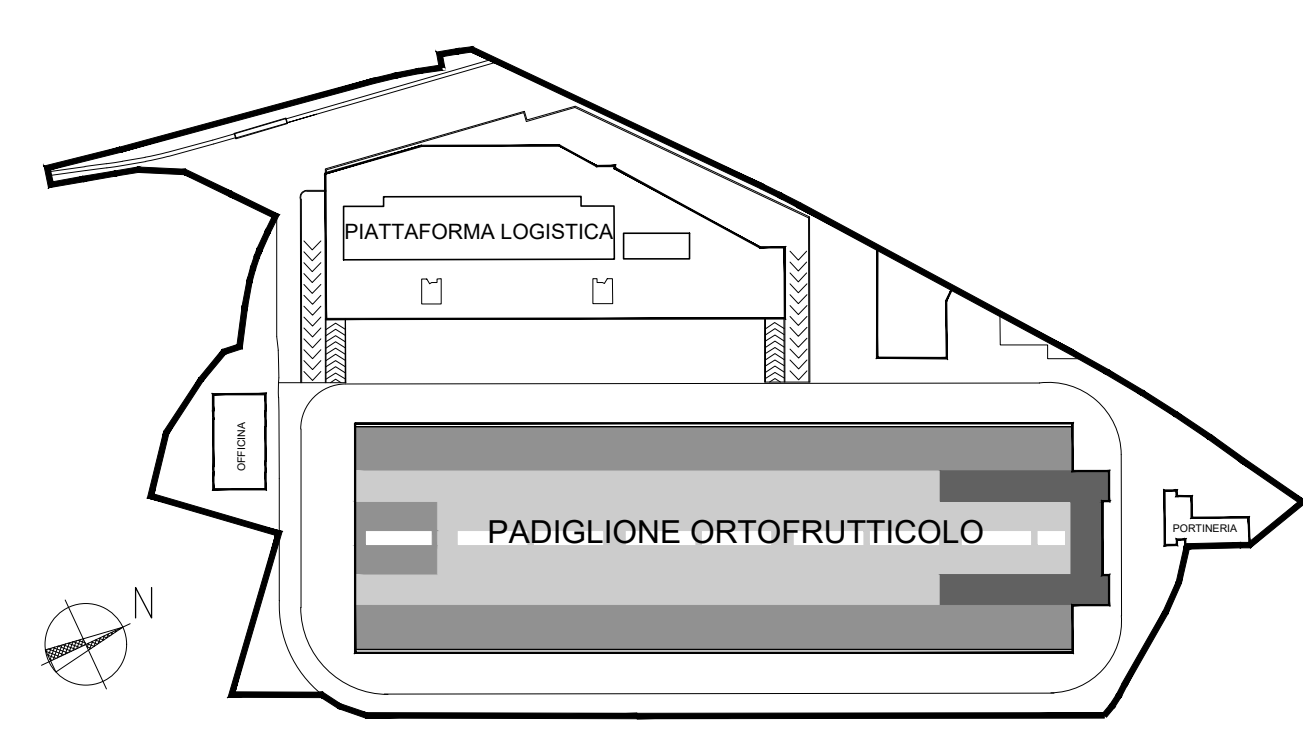 PIATTAFORMA LOGISTICA
OFFICINA
PADIGLIONE ORTOFRUTTICOLO
PORTINERIA
N